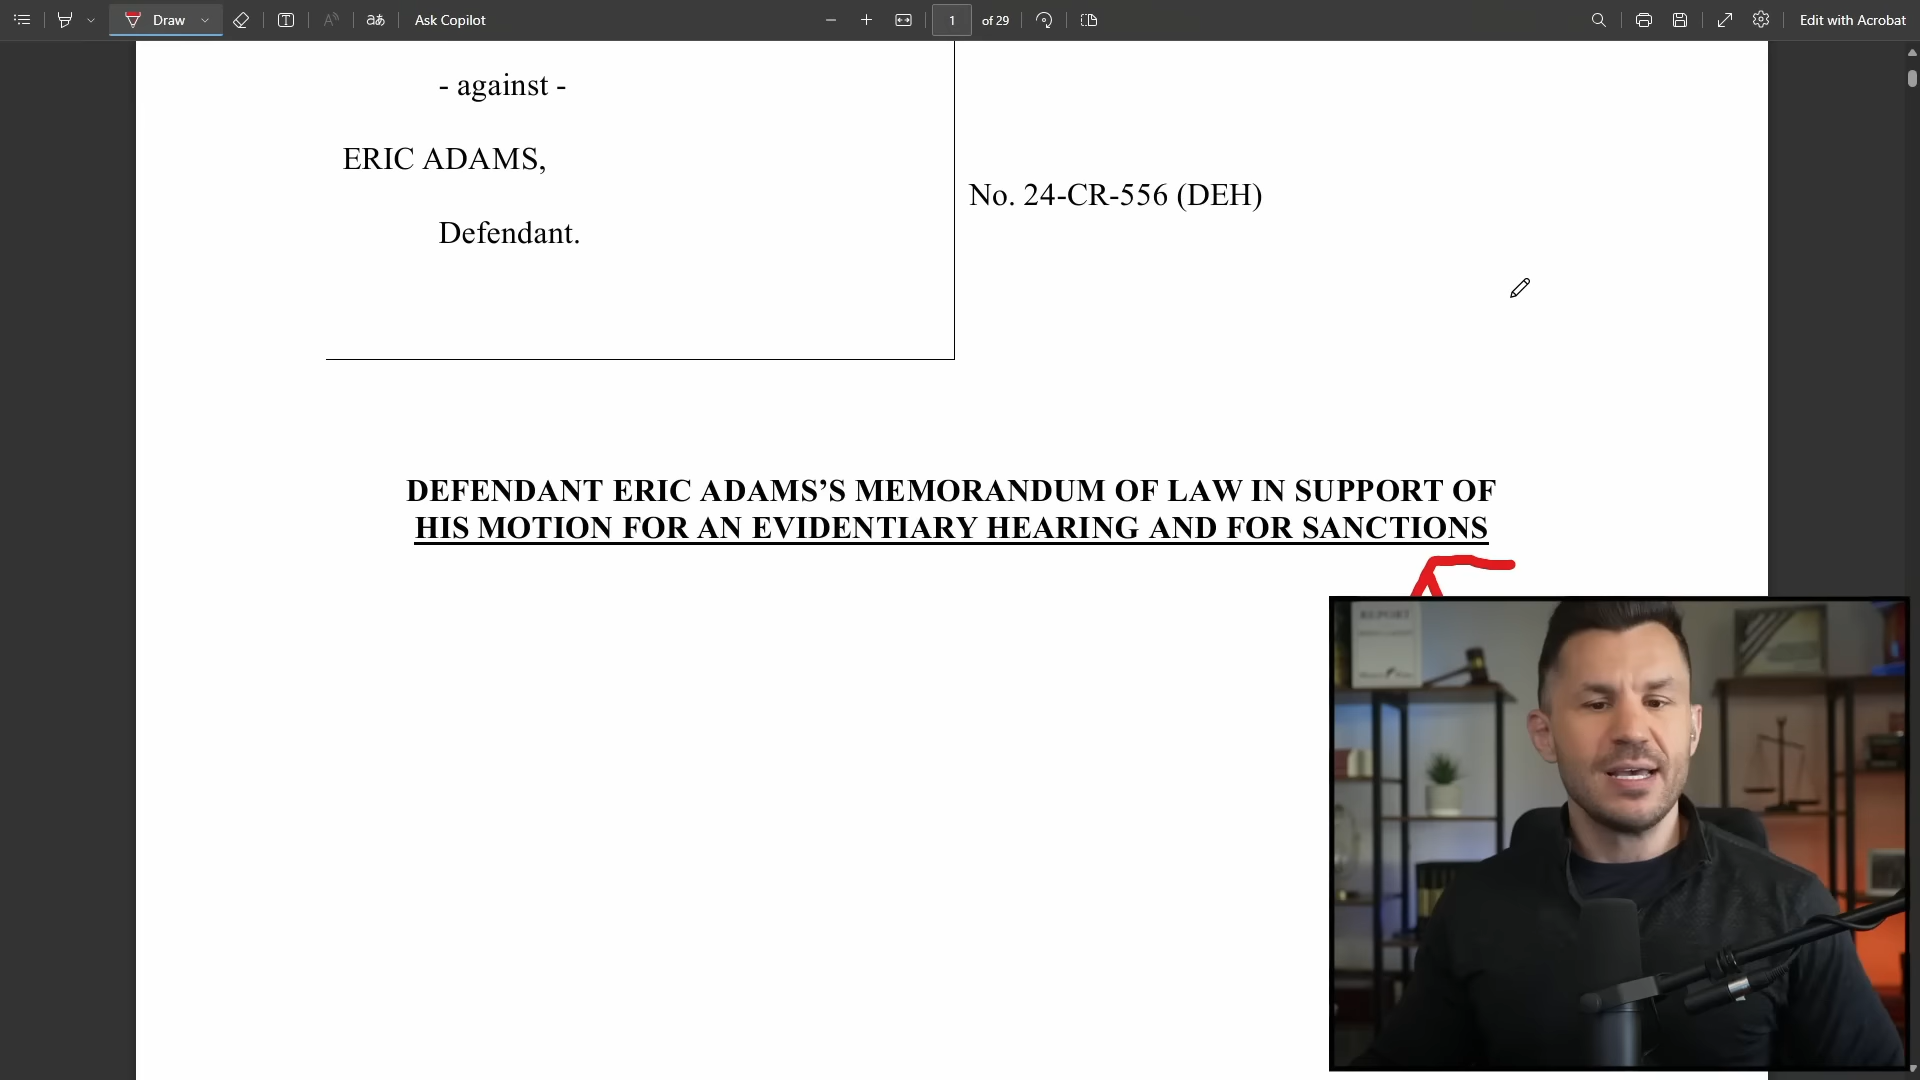 Draw
Ask Copilot
1
of 29
Edit with Acrobat
- against -
ERIC ADAMS,
No. 24-CR-556 (DEH)
Defendant.
DEFENDANT ERIC ADAMS’S MEMORANDUM OF LAW IN SUPPORT OF
HIS MOTION FOR AN EVIDENTIARY HEARING AND FOR SANCTIONS
REPORT